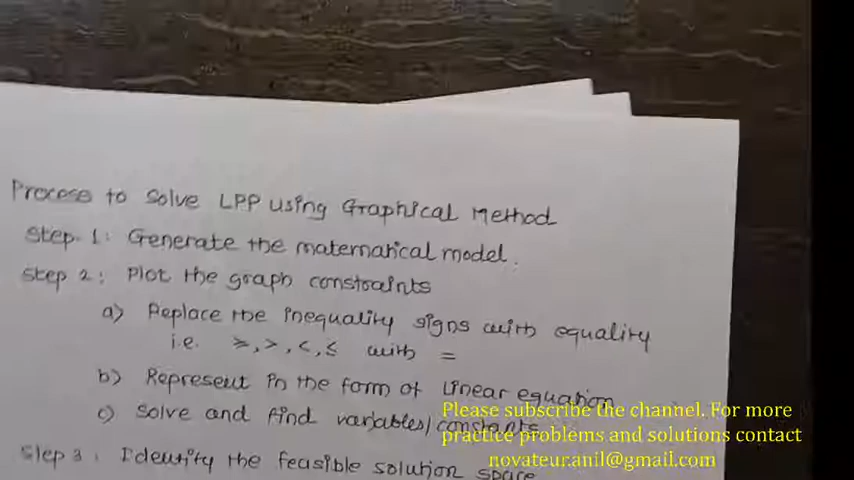 Process to Solve LPP using Graphical Method
Step 1: Generate the matematical model.
Step 2: Plot the graph constraints
a) Replace the inequality signs with equality
i.e. ≥, >, <, ≤ with =
b) Represent in the form of Linear equation
c) Solve and find variables/constants
Step 3: Identity the feasible solution space
Please subscribe the channel. For more
practice problems and solutions contact
novateur.anil@gmail.com